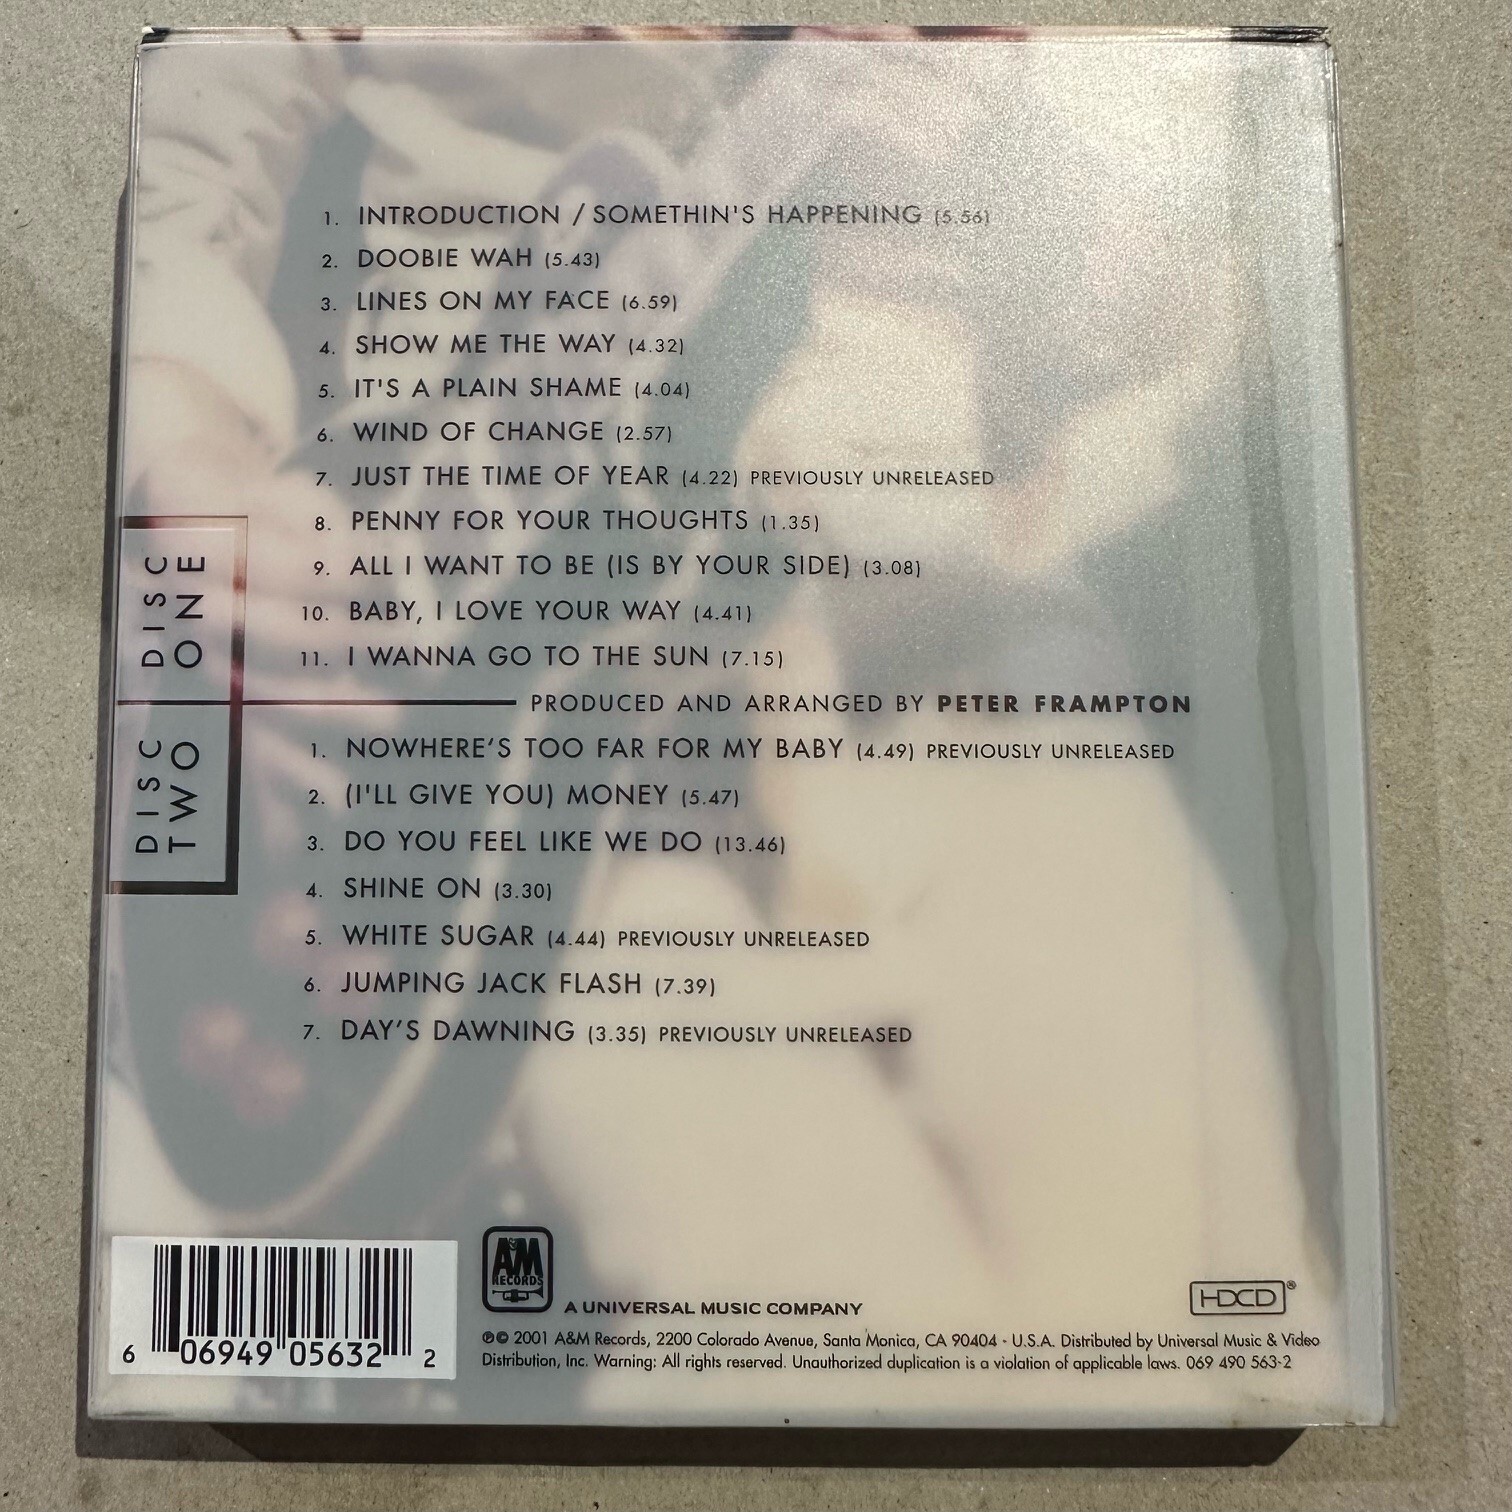 1. INTRODUCTION / SOMETHIN'S HAPPENING (5.56)
2. DOOBIE WAH (5.43)
3. LINES ON MY FACE (6.59)
4. SHOW ME THE WAY (4.32)
5. IT'S A PLAIN SHAME (4.04)
6. WIND OF CHANGE (2.57)
7. JUST THE TIME OF YEAR (4.22) PREVIOUSLY UNRELEASED
8. PENNY FOR YOUR THOUGHTS (1.35)
9. ALL I WANT TO BE (IS BY YOUR SIDE) (3.08)
10. BABY, I LOVE YOUR WAY (4.41)
11. I WANNA GO TO THE SUN (7.15)
DISC
ONE
PRODUCED AND ARRANGED BY PETER FRAMPTON
1. NOWHERE’S TOO FAR FOR MY BABY (4.49) PREVIOUSLY UNRELEASED
2. (I'LL GIVE YOU) MONEY (5.47)
3. DO YOU FEEL LIKE WE DO (13.46)
4. SHINE ON (3.30)
5. WHITE SUGAR (4.44) PREVIOUSLY UNRELEASED
6. JUMPING JACK FLASH (7.39)
7. DAY’S DAWNING (3.35) PREVIOUSLY UNRELEASED
DISC
TWO
6 06949 05632 2
A&M
RECORDS
A UNIVERSAL MUSIC COMPANY
HDCD®
℗© 2001 A&M Records, 2200 Colorado Avenue, Santa Monica, CA 90404 - U.S.A. Distributed by Universal Music & Video
Distribution, Inc. Warning: All rights reserved. Unauthorized duplication is a violation of applicable laws. 069 490 563-2